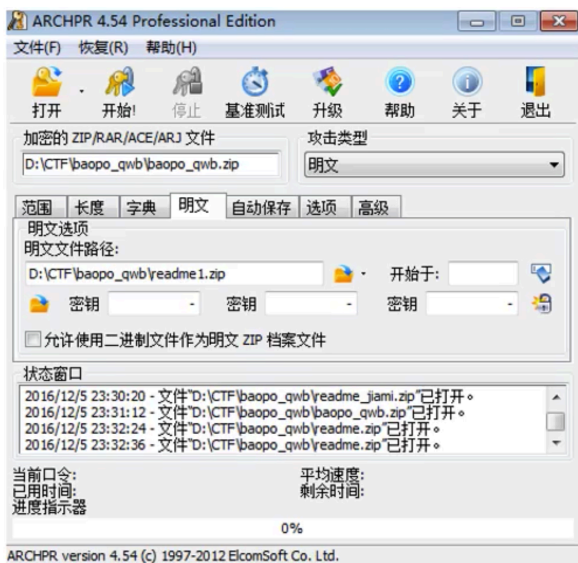 ARCHPR 4.54 Professional Edition
文件(F) 恢复(R) 帮助(H)
打开 开始! 停止 基准测试 升级 帮助 关于 退出
加密的 ZIP/RAR/ACE/ARJ 文件 攻击类型
D:\CTF\baopo_qwb\baopo_qwb.zip 明文
范围 长度 字典 明文 自动保存 选项 高级
明文选项
明文文件路径:
D:\CTF\baopo_qwb\readme1.zip 开始于:
密钥 - 密钥 - 密钥 -
允许使用二进制文件作为明文 ZIP 档案文件
状态窗口
2016/12/5 23:30:20 - 文件"D:\CTF\baopo_qwb\readme_jiami.zip"已打开。
2016/12/5 23:31:12 - 文件"D:\CTF\baopo_qwb\baopo_qwb.zip"已打开。
2016/12/5 23:32:24 - 文件"D:\CTF\baopo_qwb\readme.zip"已打开。
2016/12/5 23:32:36 - 文件"D:\CTF\baopo_qwb\readme.zip"已打开。
当前口令: 平均速度:
已用时间: 剩余时间:
进度指示器
0%
ARCHPR version 4.54 (c) 1997-2012 ElcomSoft Co. Ltd.